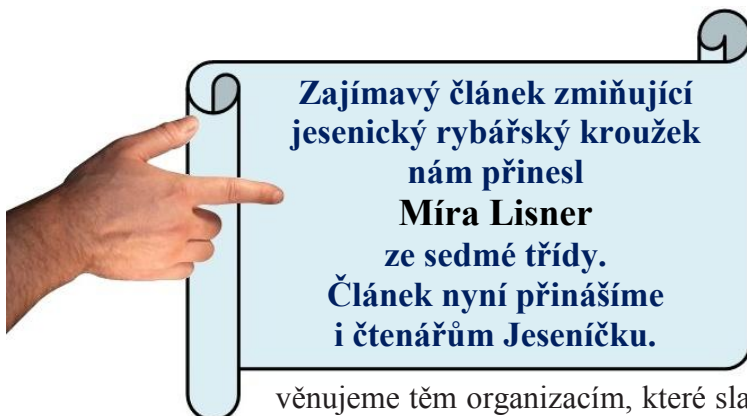 Zajímavý článek zmiňující
jesenický rybářský kroužek
nám přinesl
Míra Lisner
ze sedmé třídy.
Článek nyní přinášíme
i čtenářům Jeseníčku.
věnujeme těm organizacím, které